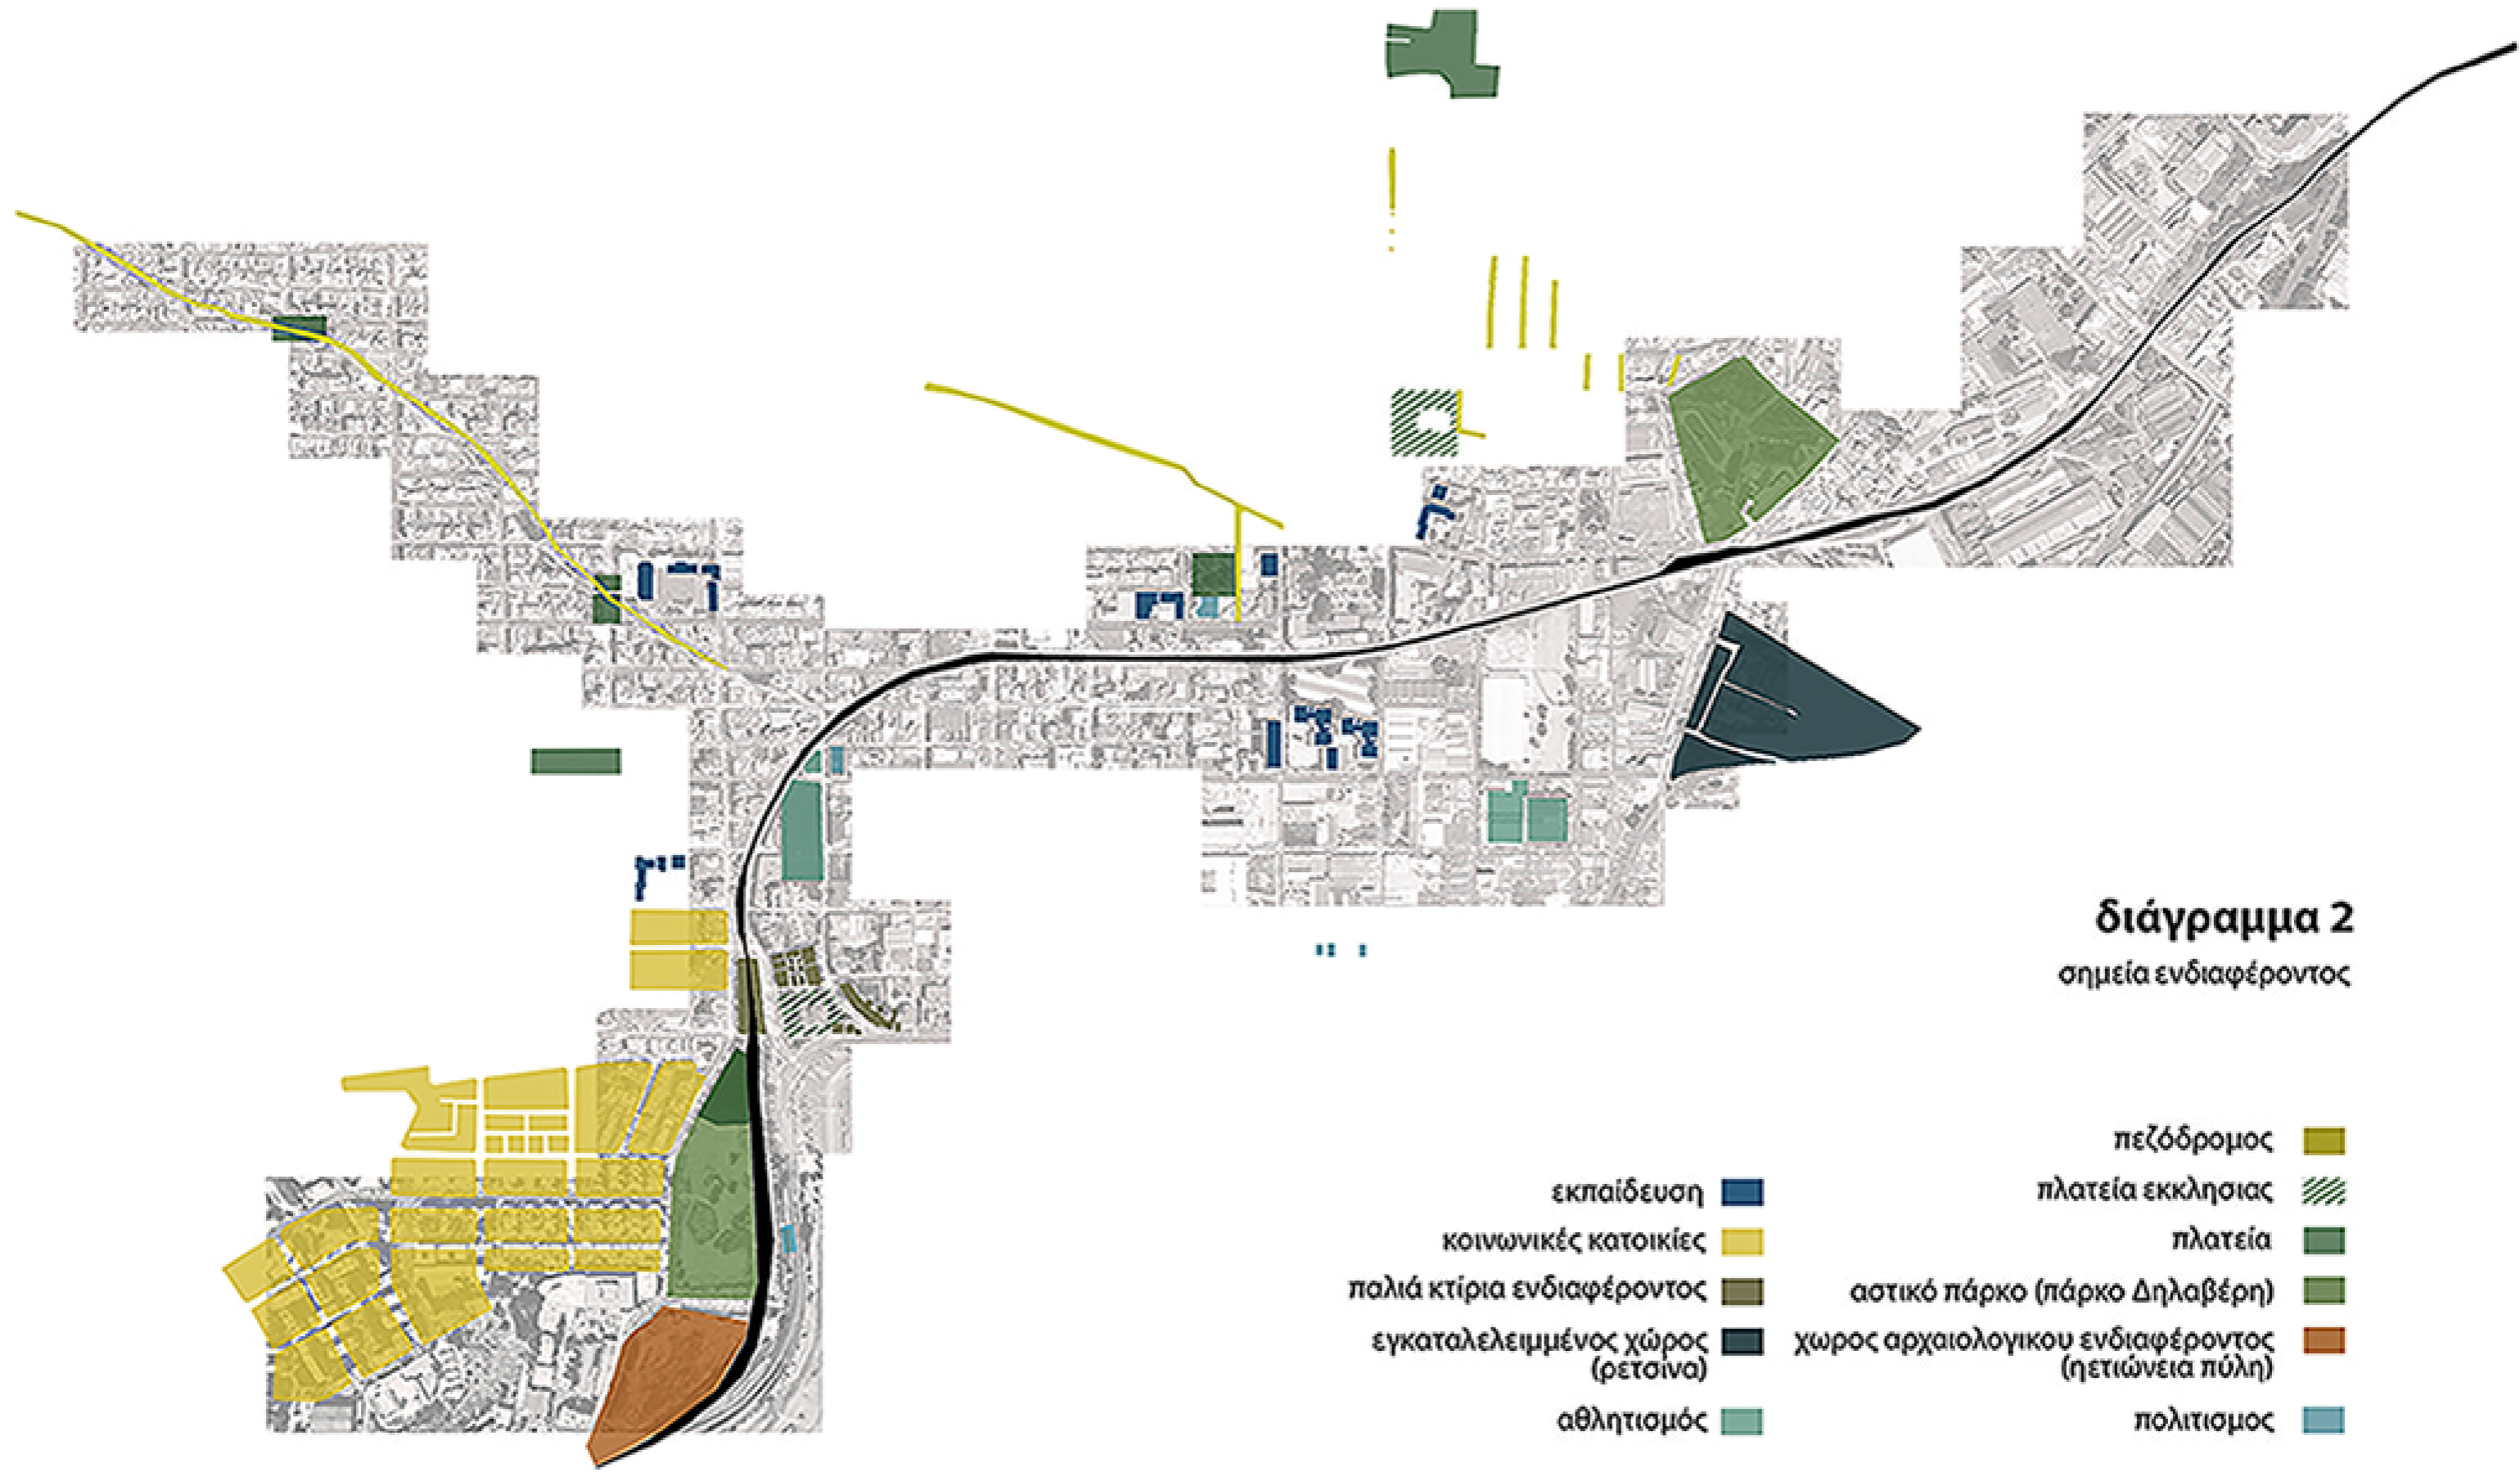 διάγραμμα 2
σημεία ενδιαφέροντος
εκπαίδευση
κοινωνικές κατοικίες
παλιά κτίρια ενδιαφέροντος
εγκαταλελειμμένος χώρος
(ρετσίνα)
αθλητισμός
πεζόδρομος
πλατεία εκκλησιας
πλατεία
αστικό πάρκο (πάρκο Δηλαβέρη)
χωρος αρχαιολογικου ενδιαφέροντος
(ηετιώνεια πύλη)
πολιτισμος